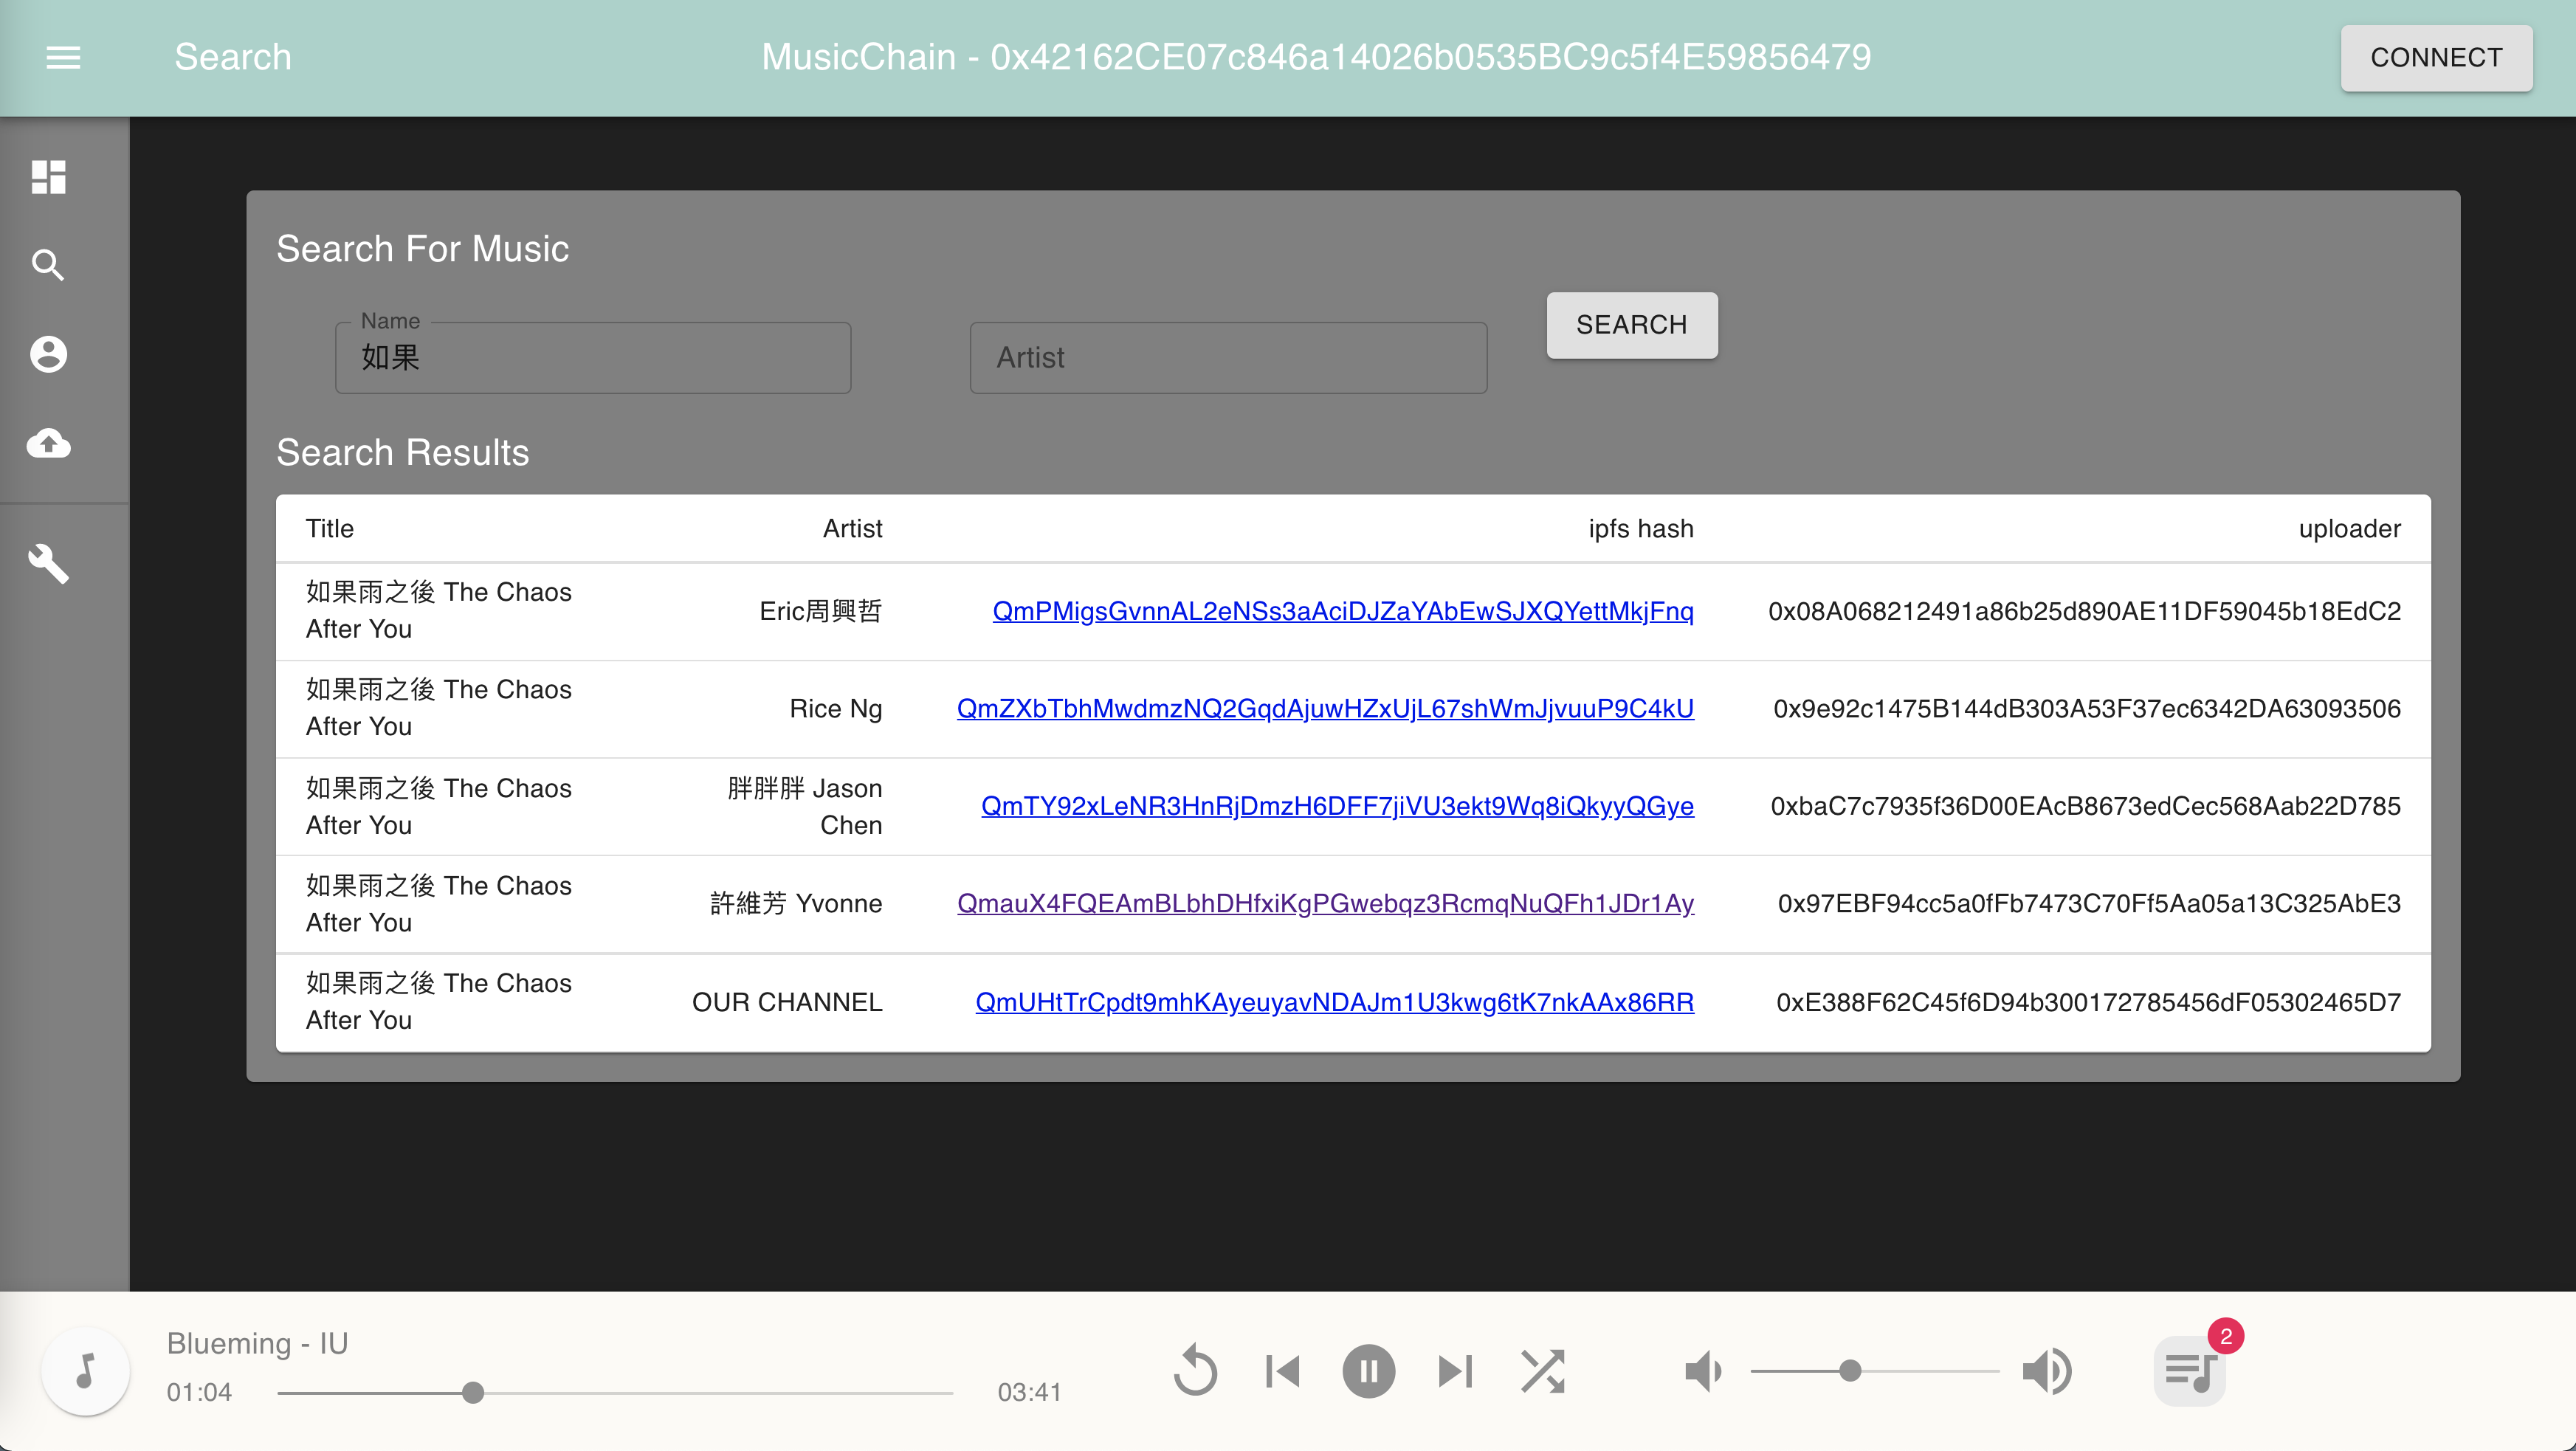 Search
MusicChain - 0x42162CE07c846a14026b0535BC9c5f4E59856479
CONNECT
Search For Music
Name
如果
Artist
SEARCH
Search Results
Title Artist ipfs hash uploader
如果雨之後 The Chaos
After You
Eric周興哲
QmPMigsGvnnAL2eNSs3aAciDJZaYAbEwSJXQYettMkjFnq
0x08A068212491a86b25d890AE11DF59045b18EdC2
如果雨之後 The Chaos
After You
Rice Ng
QmZXbTbhMwdmzNQ2GqdAjuwHZxUjL67shWmJjvuuP9C4kU
0x9e92c1475B144dB303A53F37ec6342DA63093506
如果雨之後 The Chaos
After You
胖胖胖 Jason
Chen
QmTY92xLeNR3HnRjDmzH6DFF7jiVU3ekt9Wq8iQkyyQGye
0xbaC7c7935f36D00EAcB8673edCec568Aab22D785
如果雨之後 The Chaos
After You
許維芳 Yvonne
QmauX4FQEAmBLbhDHfxiKgPGwebqz3RcmqNuQFh1JDr1Ay
0x97EBF94cc5a0fFb7473C70Ff5Aa05a13C325AbE3
如果雨之後 The Chaos
After You
OUR CHANNEL
QmUHtTrCpdt9mhKAyeuyavNDAJm1U3kwg6tK7nkAAx86RR
0xE388F62C45f6D94b300172785456dF05302465D7
Blueming - IU
01:04
03:41
2